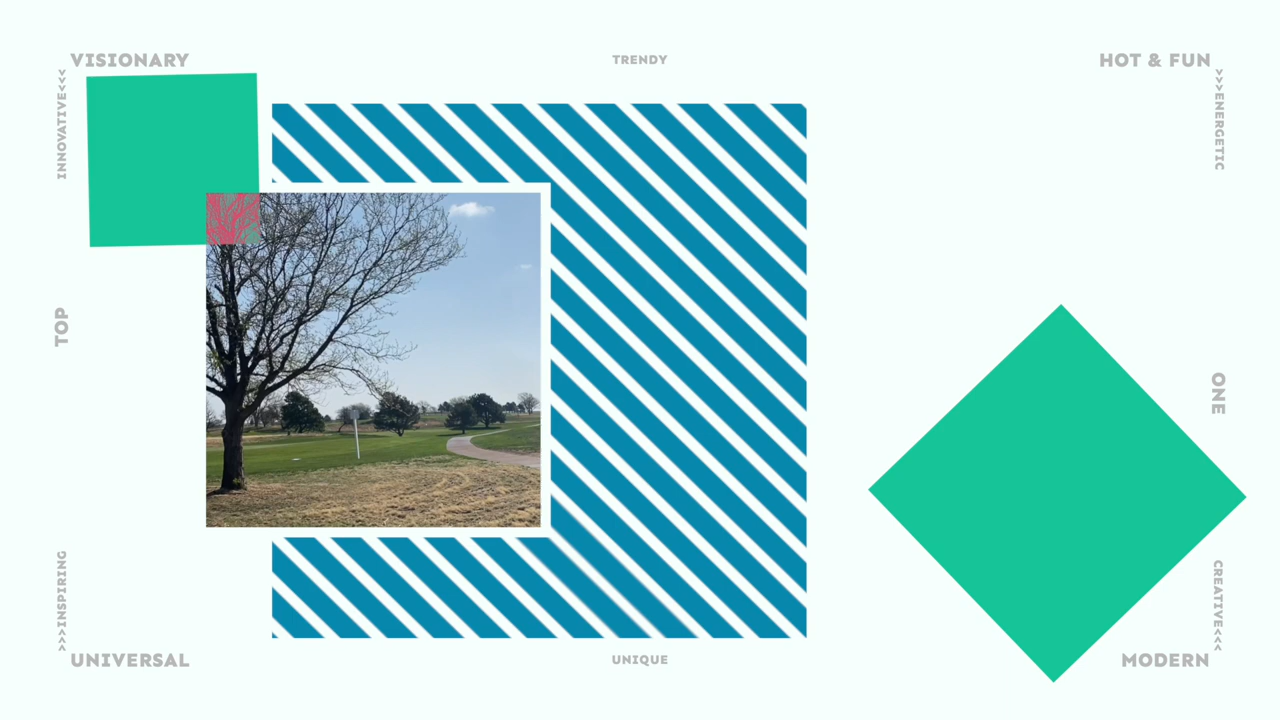 VISIONARY
TRENDY
HOT & FUN
INNOVATIVE<<<
>>>ENERGETIC
TOP
ONE
>>>INSPIRING
CREATIVE<<<
UNIVERSAL
UNIQUE
MODERN